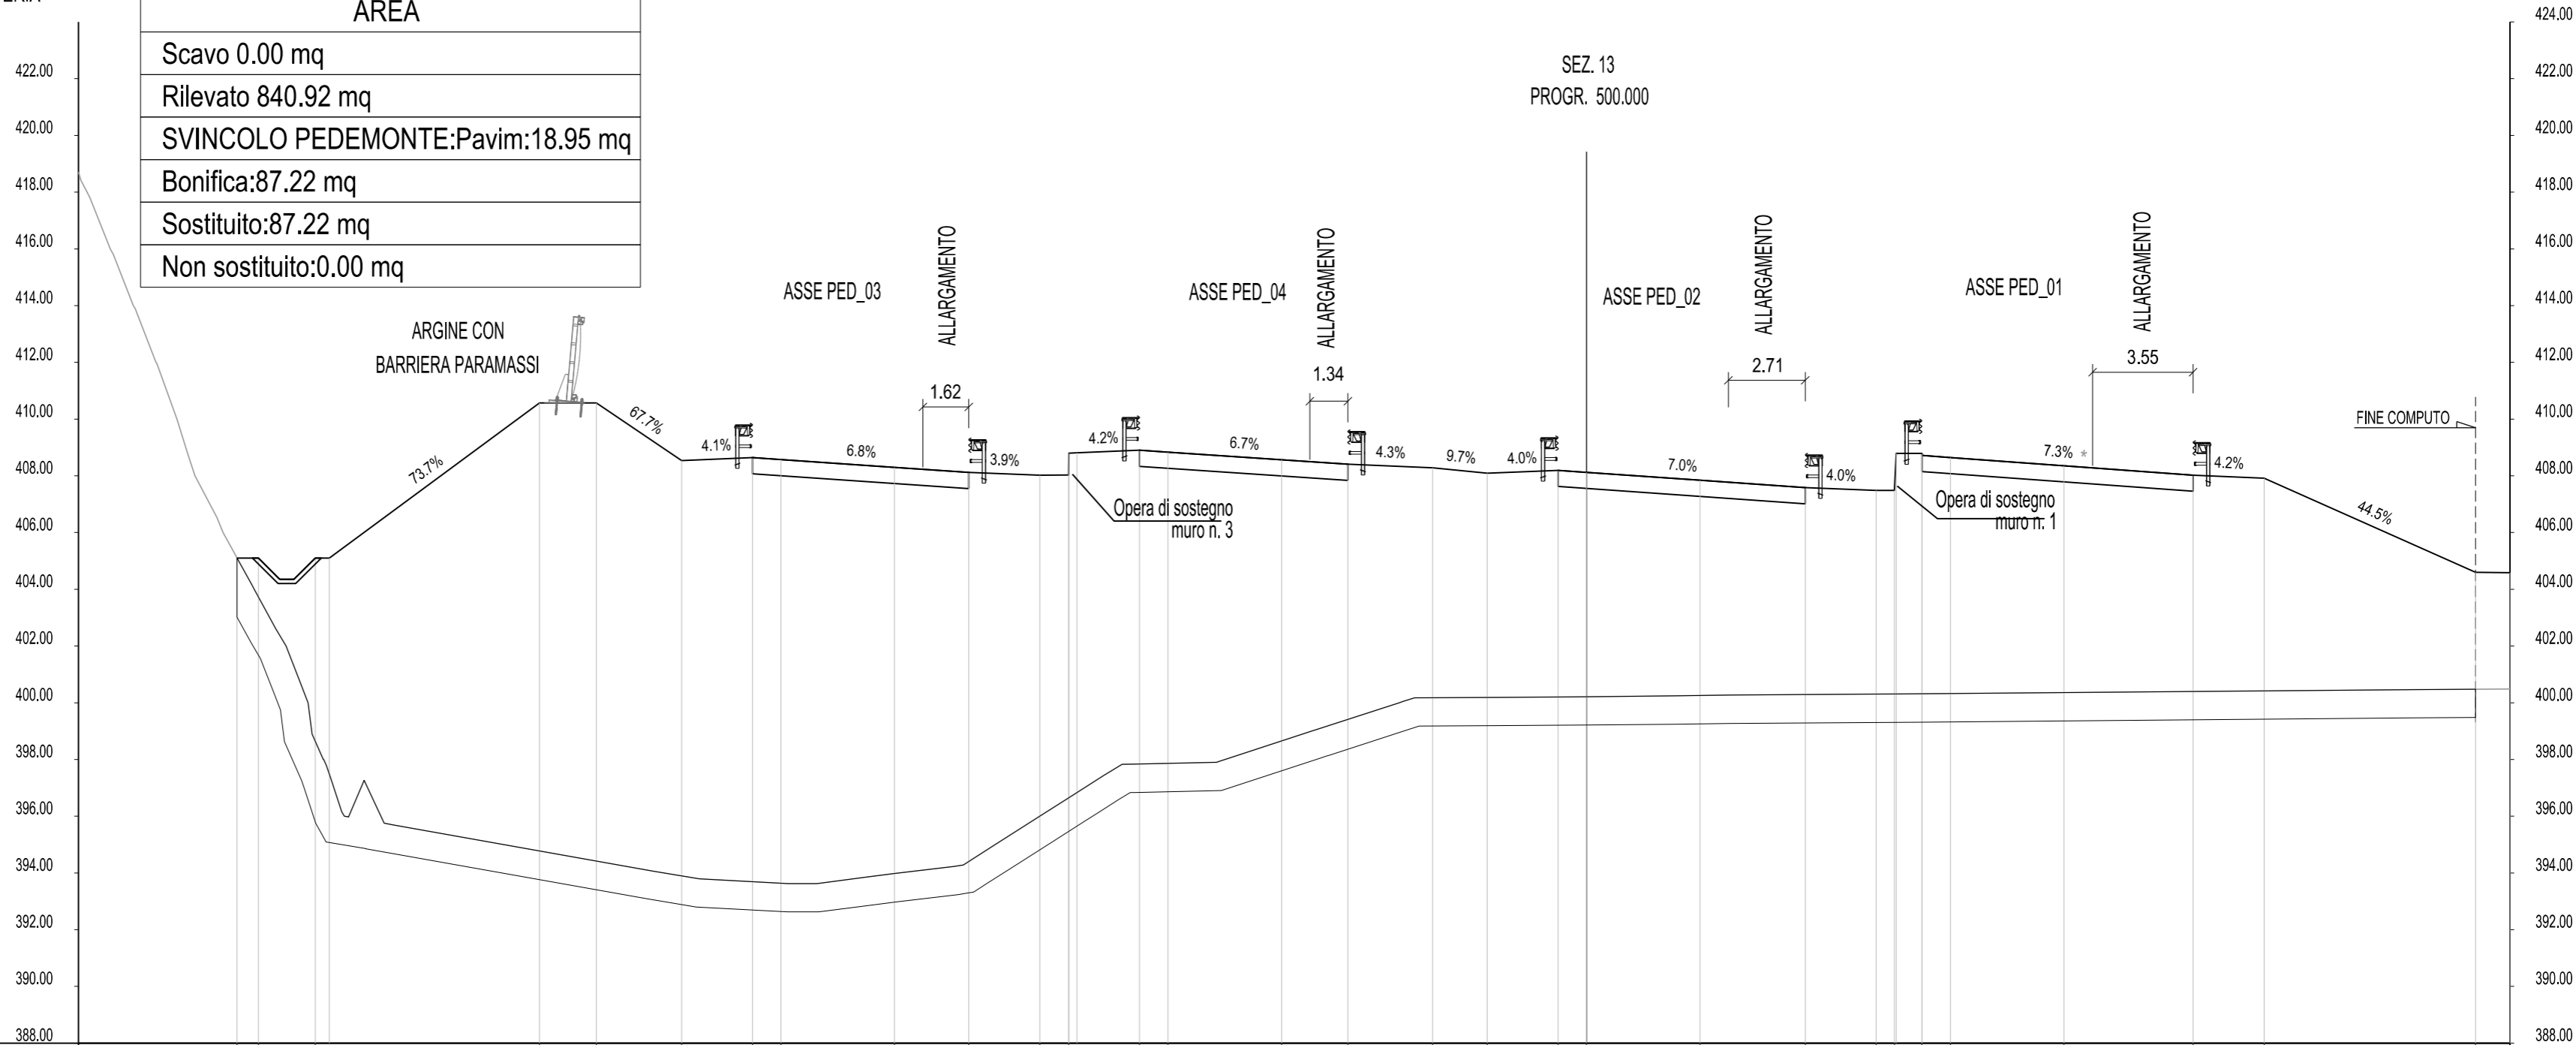 AREA
Scavo 0.00 mq
Rilevato 840.92 mq
SVINCOLO PEDEMONTE:Pavim:18.95 mq
Bonifica:87.22 mq
Sostituito:87.22 mq
Non sostituito:0.00 mq
SEZ. 13
PROGR. 500.000
422.00
420.00
418.00
416.00
414.00
412.00
410.00
408.00
406.00
404.00
402.00
400.00
398.00
396.00
394.00
392.00
390.00
388.00
ARGINE CON
BARRIERA PARAMASSI
73.7%
67.7%
4.1%
ASSE PED_03
6.8%
ALLARGAMENTO
1.62
3.9%
4.2%
ASSE PED_04
6.7%
ALLARGAMENTO
1.34
4.3%
9.7%
4.0%
Opera di sostegno
muro n. 3
ASSE PED_02
7.0%
ALLARGAMENTO
2.71
4.0%
ASSE PED_01
7.3% *
ALLARGAMENTO
3.55
4.2%
Opera di sostegno
muro n. 1
44.5%
FINE COMPUTO
424.00
422.00
420.00
418.00
416.00
414.00
412.00
410.00
408.00
406.00
404.00
402.00
400.00
398.00
396.00
394.00
392.00
390.00
388.00